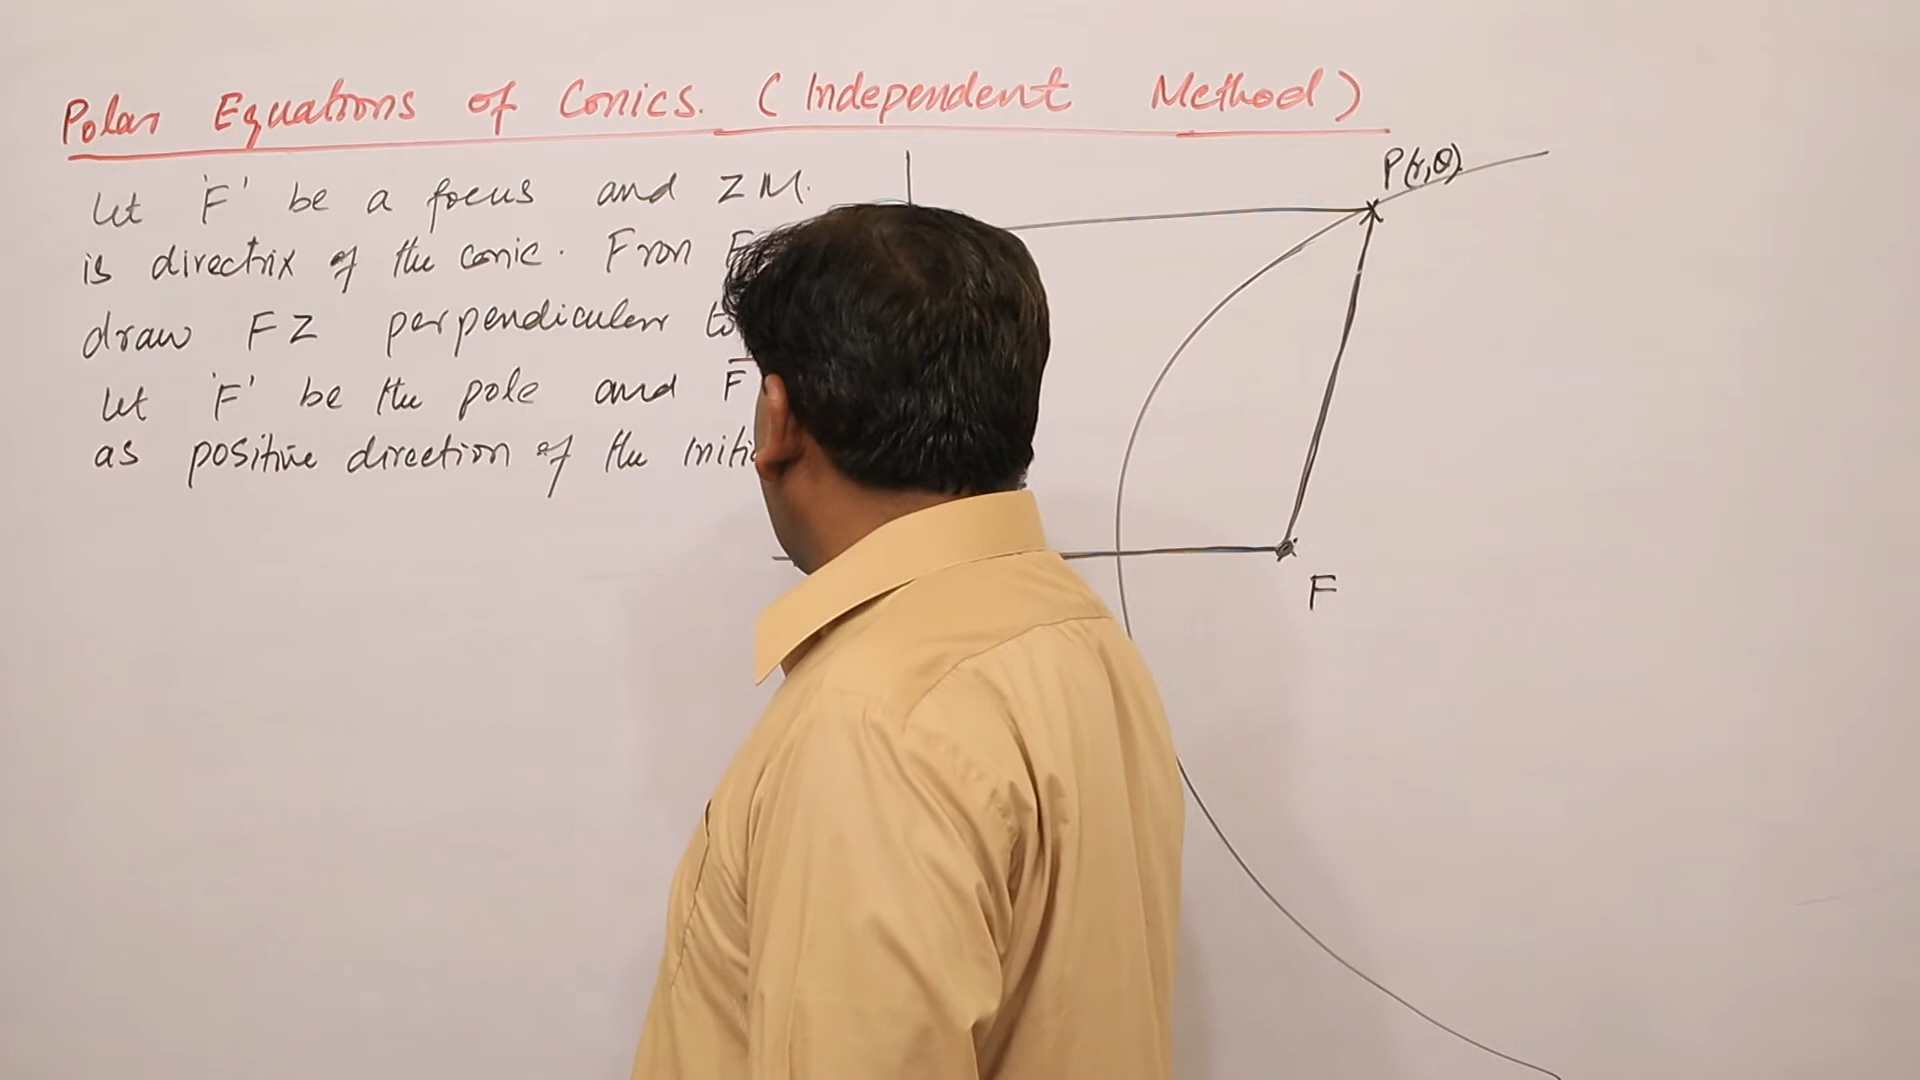 Polar Equations of Conics. (Independent Method)
Let 'F' be a focus and ZM.
is directrix of the conic. From F
draw FZ perpendicular to
Let 'F' be the pole and F
as positive direction of the
P(r,θ).
F